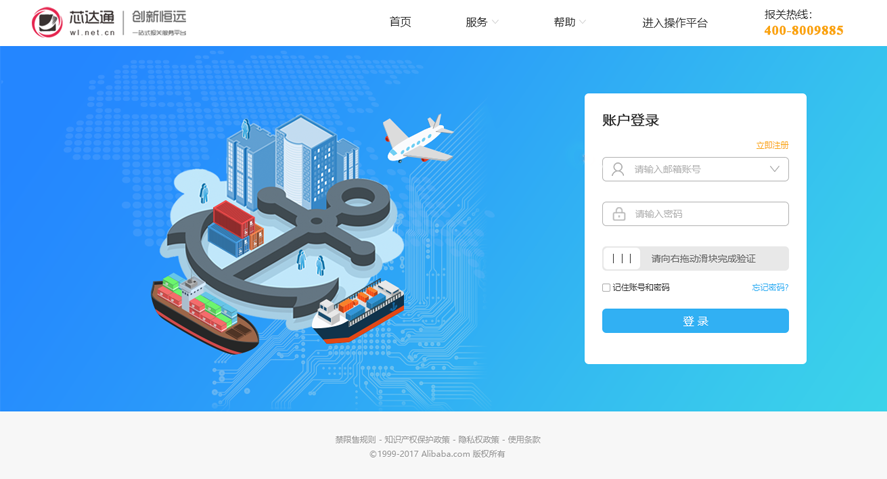 芯达通
wl.net.cn
创新恒远
一站式报关服务平台
首页
服务
帮助
进入操作平台
报关热线：
400-8009885
账户登录
立即注册
请输入邮箱账号
请输入密码
请向右拖动滑块完成验证
记住账号和密码
忘记密码?
登 录
禁限售规则 - 知识产权保护政策 - 隐私权政策 - 使用条款
©1999-2017 Alibaba.com 版权所有